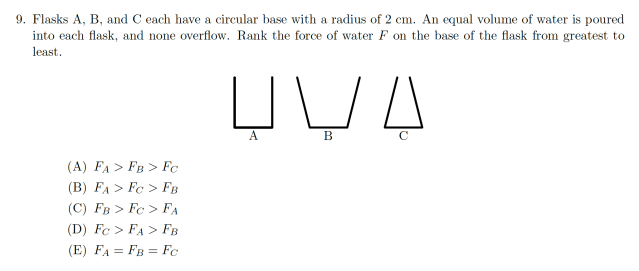 9. Flasks A, B, and C each have a circular base with a radius of 2 cm. An equal volume of water is poured
into each flask, and none overflow. Rank the force of water F on the base of the flask from greatest to
least.
A B C
(A) F_A > F_B > F_C
(B) F_A > F_C > F_B
(C) F_B > F_C > F_A
(D) F_C > F_A > F_B
(E) F_A = F_B = F_C